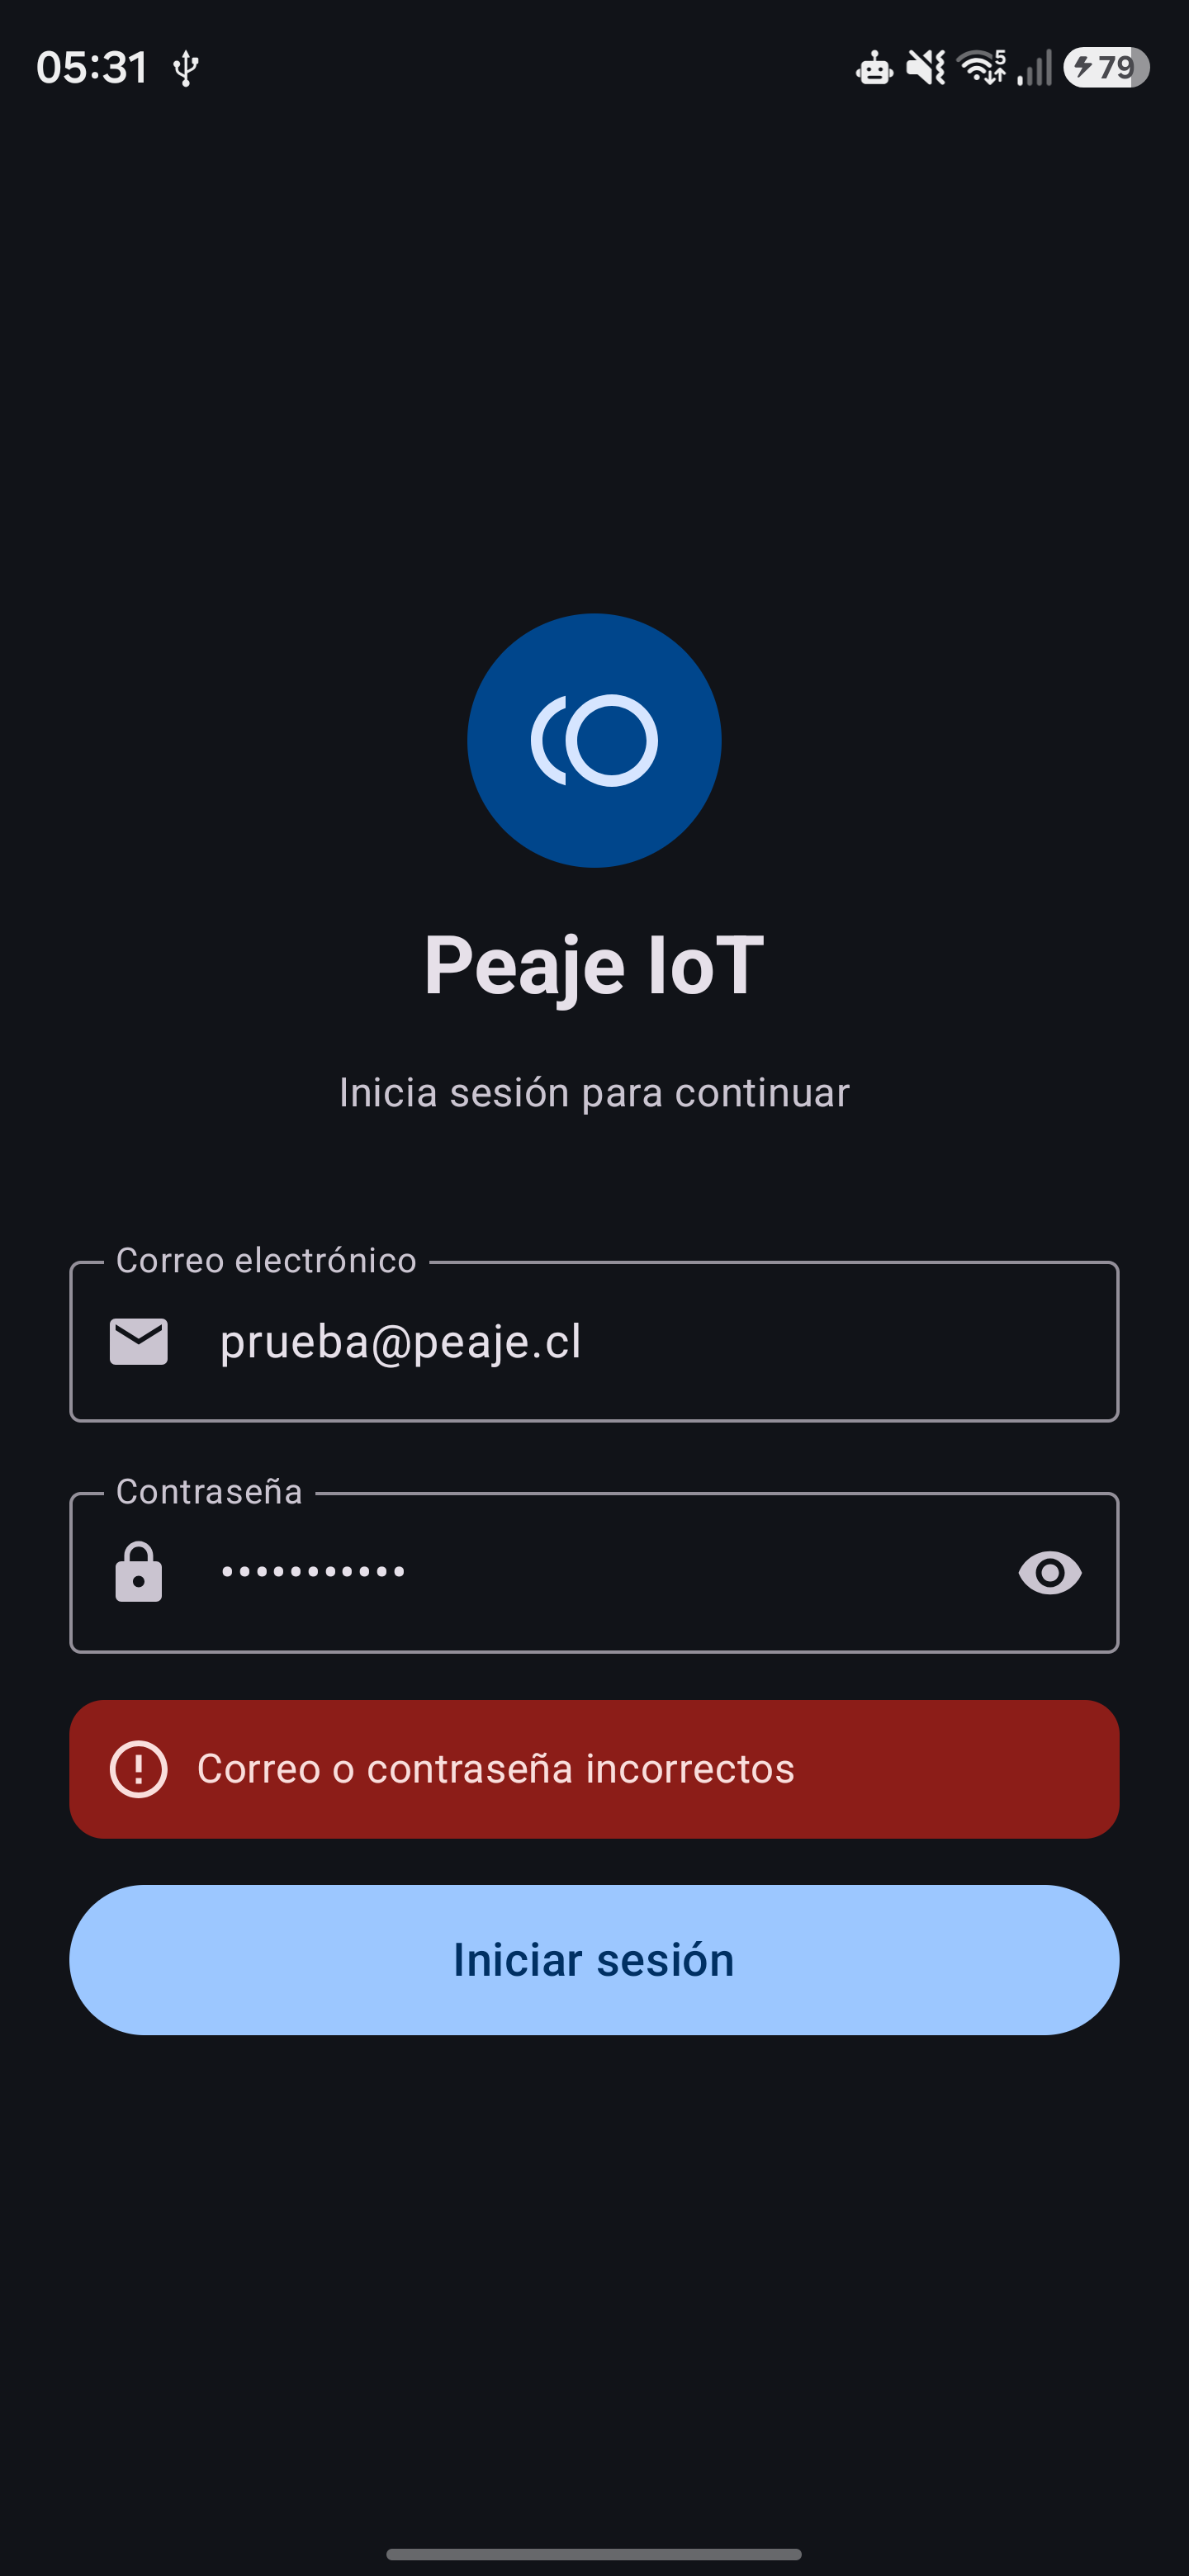 05:31
5
79
Peaje IoT
Inicia sesión para continuar
Correo electrónico
prueba@peaje.cl
Contraseña
•••••••••••
Correo o contraseña incorrectos
Iniciar sesión